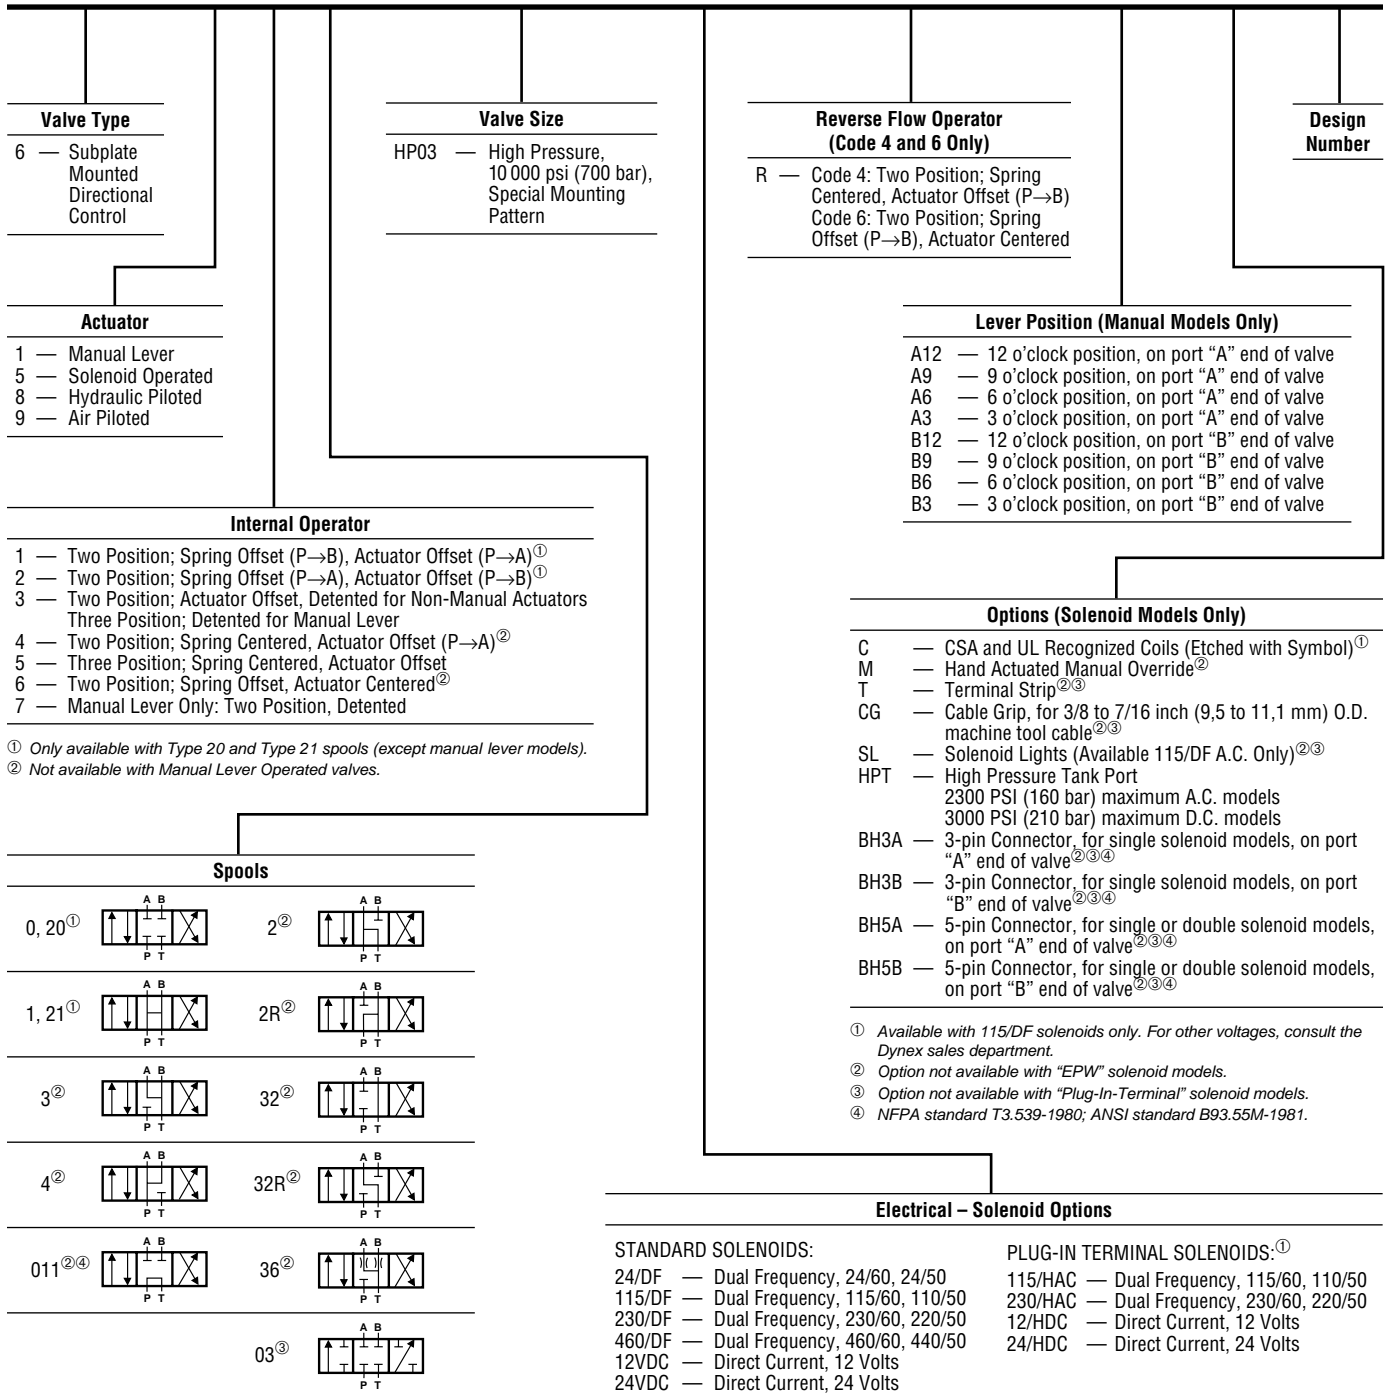 Valve Type
6 — Subplate
Mounted
Directional
Control
Valve Size
HP03 — High Pressure,
10 000 psi (700 bar),
Special Mounting
Pattern
Reverse Flow Operator
(Code 4 and 6 Only)
R — Code 4: Two Position; Spring
Centered, Actuator Offset (P→B)
Code 6: Two Position; Spring
Offset (P→B), Actuator Centered
Design
Number
Actuator
1 — Manual Lever
5 — Solenoid Operated
8 — Hydraulic Piloted
9 — Air Piloted
Lever Position (Manual Models Only)
A12 — 12 o’clock position, on port “A” end of valve
A9 — 9 o’clock position, on port “A” end of valve
A6 — 6 o’clock position, on port “A” end of valve
A3 — 3 o’clock position, on port “A” end of valve
B12 — 12 o’clock position, on port “B” end of valve
B9 — 9 o’clock position, on port “B” end of valve
B6 — 6 o’clock position, on port “B” end of valve
B3 — 3 o’clock position, on port “B” end of valve
Internal Operator
1 — Two Position; Spring Offset (P→B), Actuator Offset (P→A)①
2 — Two Position; Spring Offset (P→A), Actuator Offset (P→B)①
3 — Two Position; Actuator Offset, Detented for Non-Manual Actuators
Three Position; Detented for Manual Lever
4 — Two Position; Spring Centered, Actuator Offset (P→A)②
5 — Three Position; Spring Centered, Actuator Offset
6 — Two Position; Spring Offset, Actuator Centered②
7 — Manual Lever Only: Two Position, Detented
① Only available with Type 20 and Type 21 spools (except manual lever models).
② Not available with Manual Lever Operated valves.
Options (Solenoid Models Only)
C — CSA and UL Recognized Coils (Etched with Symbol)①
M — Hand Actuated Manual Override②
T — Terminal Strip②③
CG — Cable Grip, for 3/8 to 7/16 inch (9,5 to 11,1 mm) O.D.
machine tool cable②③
SL — Solenoid Lights (Available 115/DF A.C. Only)②③
HPT — High Pressure Tank Port
2300 PSI (160 bar) maximum A.C. models
3000 PSI (210 bar) maximum D.C. models
BH3A — 3-pin Connector, for single solenoid models, on port
“A” end of valve②③④
BH3B — 3-pin Connector, for single solenoid models, on port
“B” end of valve②③④
BH5A — 5-pin Connector, for single or double solenoid models,
on port “A” end of valve②③④
BH5B — 5-pin Connector, for single or double solenoid models,
on port “B” end of valve②③④
① Available with 115/DF solenoids only. For other voltages, consult the
Dynex sales department.
② Option not available with “EPW” solenoid models.
③ Option not available with “Plug-In-Terminal” solenoid models.
④ NFPA standard T3.539-1980; ANSI standard B93.55M-1981.
Spools
A B A B
0, 20① 2②
P T P T
A B A B
1, 21① 2R②
P T P T
A B A B
3② 32②
P T P T
A B A B
4② 32R②
P T P T
A B A B
011②④ 36②
P T P T
A B
03③
P T
Electrical – Solenoid Options
STANDARD SOLENOIDS:
24/DF — Dual Frequency, 24/60, 24/50
115/DF — Dual Frequency, 115/60, 110/50
230/DF — Dual Frequency, 230/60, 220/50
460/DF — Dual Frequency, 460/60, 440/50
12VDC — Direct Current, 12 Volts
24VDC — Direct Current, 24 Volts
PLUG-IN TERMINAL SOLENOIDS:①
115/HAC — Dual Frequency, 115/60, 110/50
230/HAC — Dual Frequency, 230/60, 220/50
12/HDC — Direct Current, 12 Volts
24/HDC — Direct Current, 24 Volts